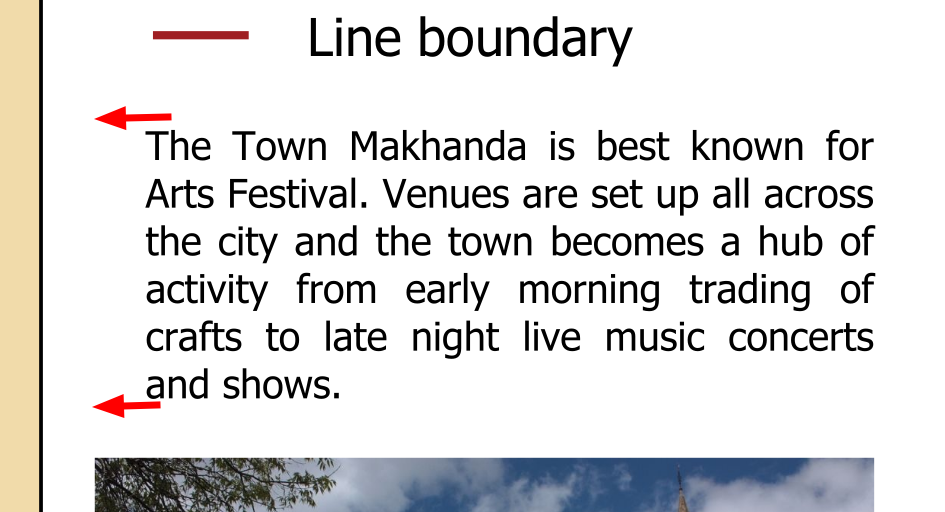 Line boundary
The Town Makhanda is best known for
Arts Festival. Venues are set up all across
the city and the town becomes a hub of
activity from early morning trading of
crafts to late night live music concerts
and shows.